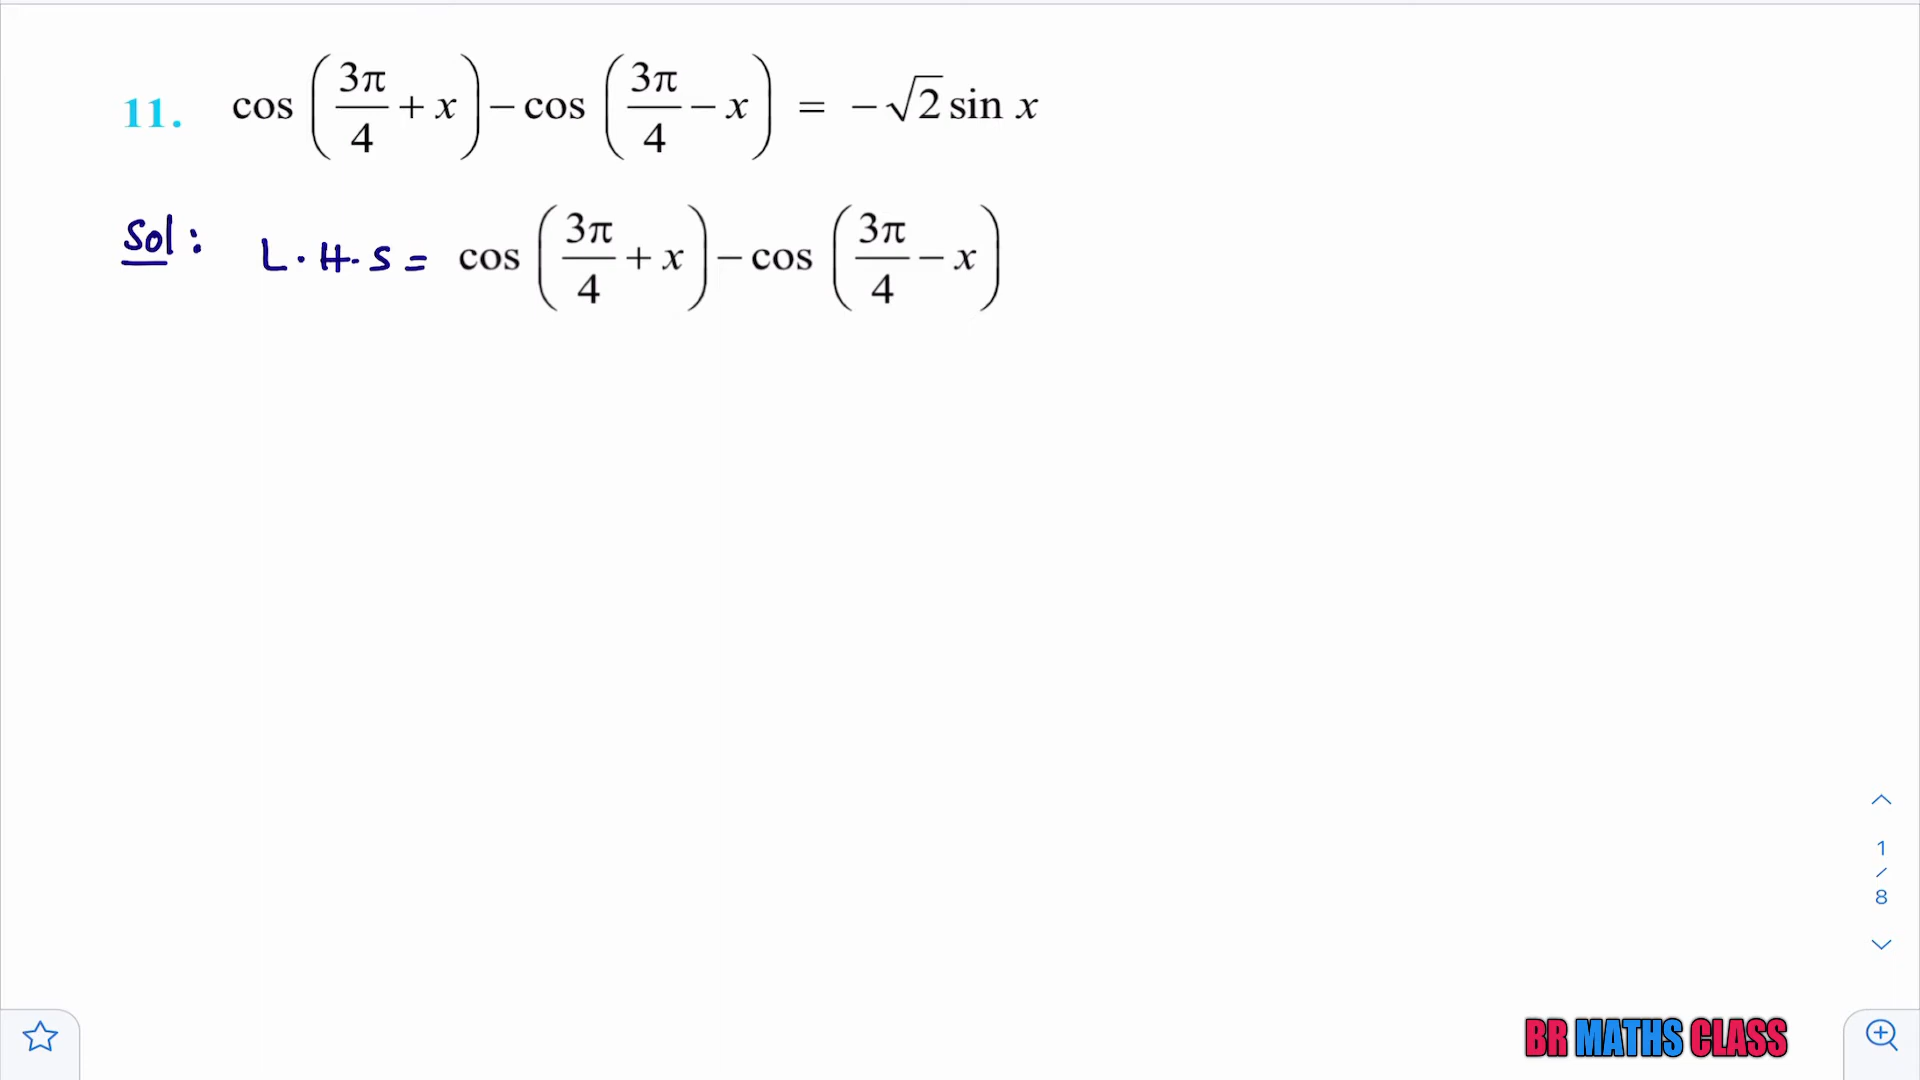 11. cos (3π/4 + x) − cos (3π/4 − x) = −√2 sin x
Sol : L.H.S = cos (3π/4 + x) − cos (3π/4 − x)
1
/
8
BR MATHS CLASS